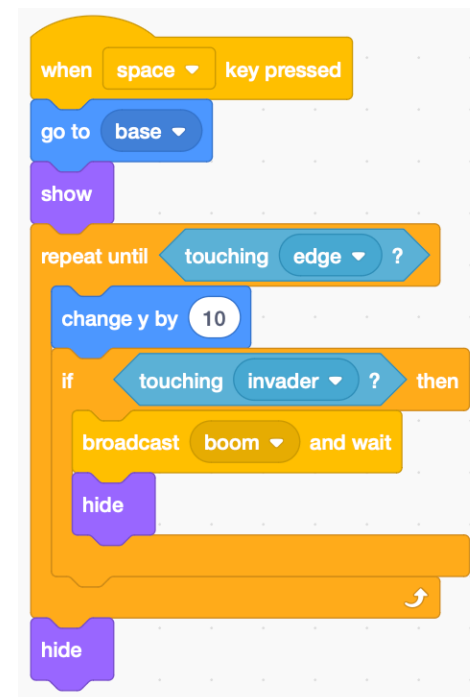 when space key pressed
go to base
show
repeat until touching edge ?
change y by 10
if touching invader ? then
broadcast boom and wait
hide
hide